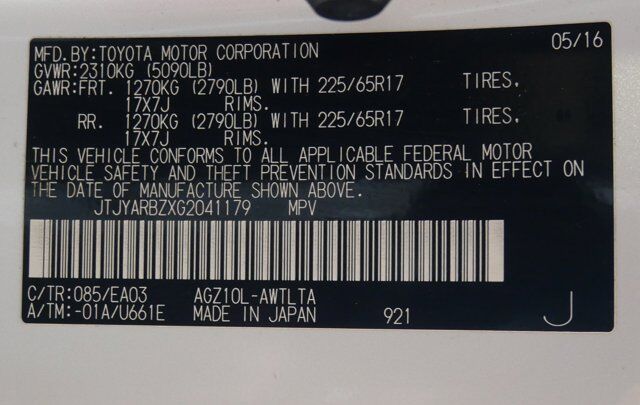 MFD.BY:TOYOTA MOTOR CORPORATION 05/16
GVWR:2310KG (5090LB)
GAWR:FRT. 1270KG (2790LB) WITH 225/65R17 TIRES.
17X7J RIMS.
RR. 1270KG (2790LB) WITH 225/65R17 TIRES.
17X7J RIMS.
THIS VEHICLE CONFORMS TO ALL APPLICABLE FEDERAL MOTOR
VEHICLE SAFETY AND THEFT PREVENTION STANDARDS IN EFFECT ON
THE DATE OF MANUFACTURE SHOWN ABOVE.
JTJYARBZXG2041179 MPV
C/TR:085/EA03 AGZ10L-AWTLTA
A/TM:-01A/U661E MADE IN JAPAN 921 J